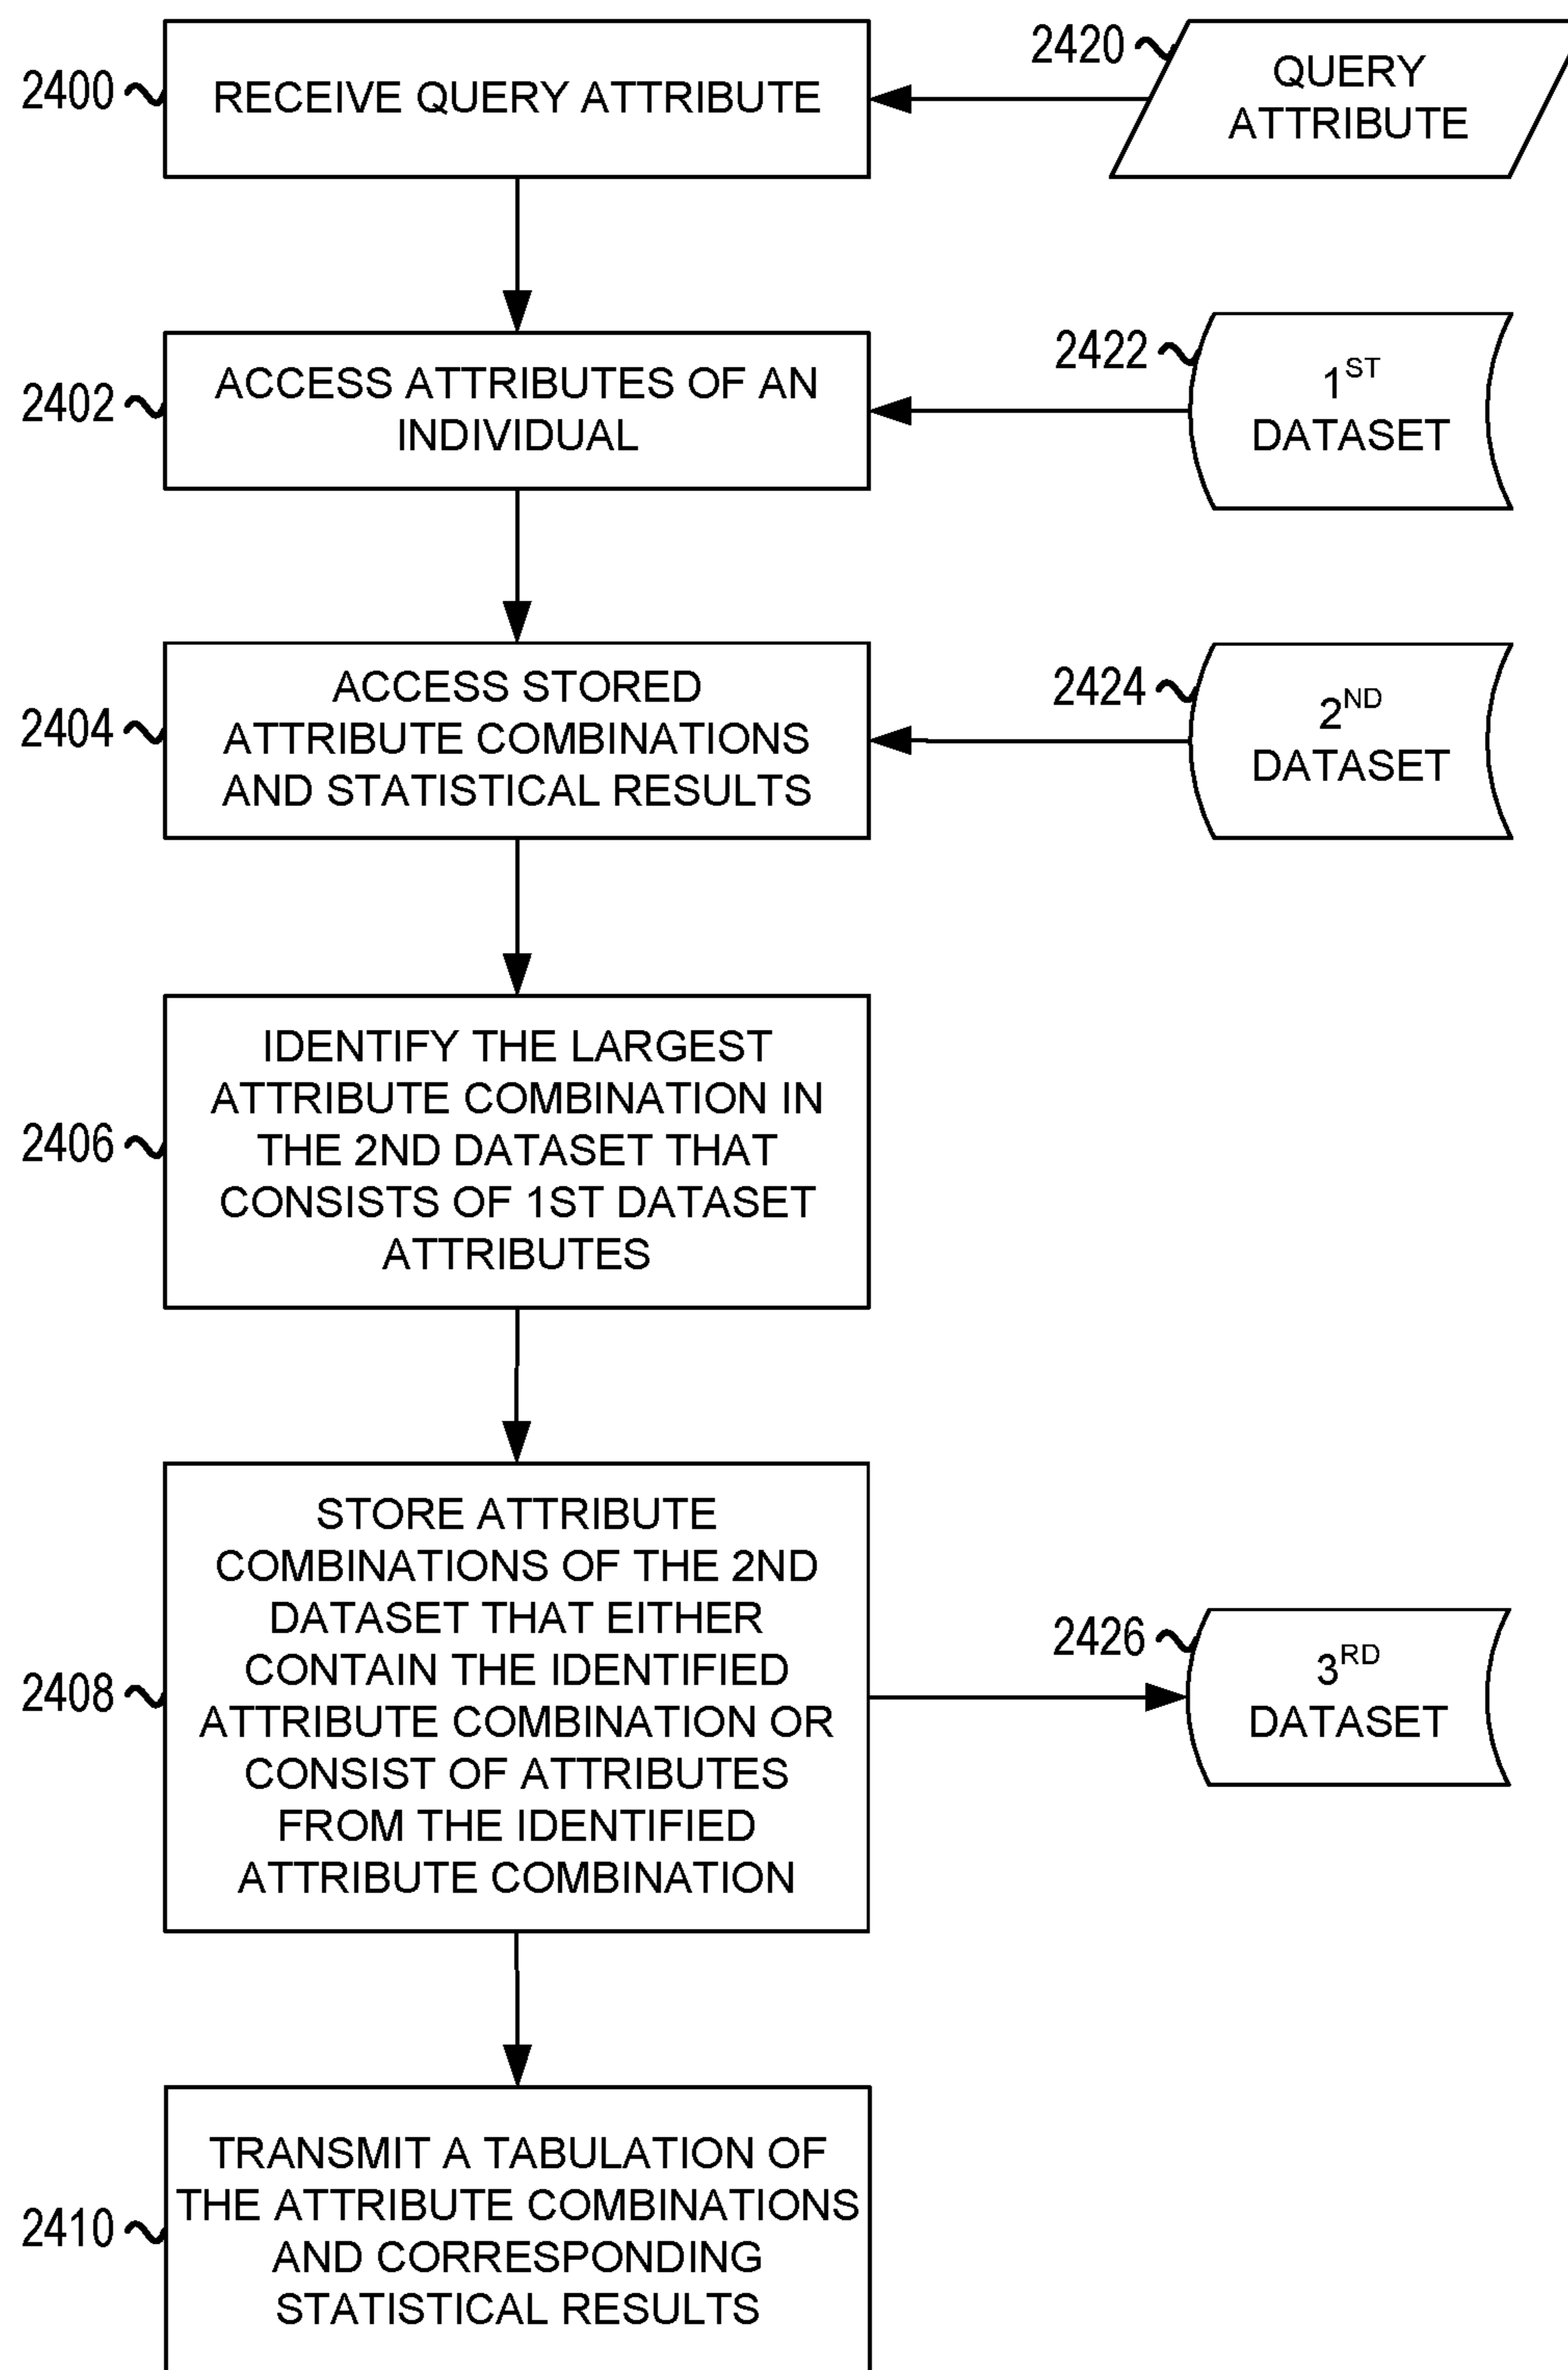 2400
RECEIVE QUERY ATTRIBUTE
2420
QUERY
ATTRIBUTE
2402
ACCESS ATTRIBUTES OF AN
INDIVIDUAL
2422
1ST
DATASET
2404
ACCESS STORED
ATTRIBUTE COMBINATIONS
AND STATISTICAL RESULTS
2424
2ND
DATASET
2406
IDENTIFY THE LARGEST
ATTRIBUTE COMBINATION IN
THE 2ND DATASET THAT
CONSISTS OF 1ST DATASET
ATTRIBUTES
2408
STORE ATTRIBUTE
COMBINATIONS OF THE 2ND
DATASET THAT EITHER
CONTAIN THE IDENTIFIED
ATTRIBUTE COMBINATION OR
CONSIST OF ATTRIBUTES
FROM THE IDENTIFIED
ATTRIBUTE COMBINATION
2426
3RD
DATASET
2410
TRANSMIT A TABULATION OF
THE ATTRIBUTE COMBINATIONS
AND CORRESPONDING
STATISTICAL RESULTS